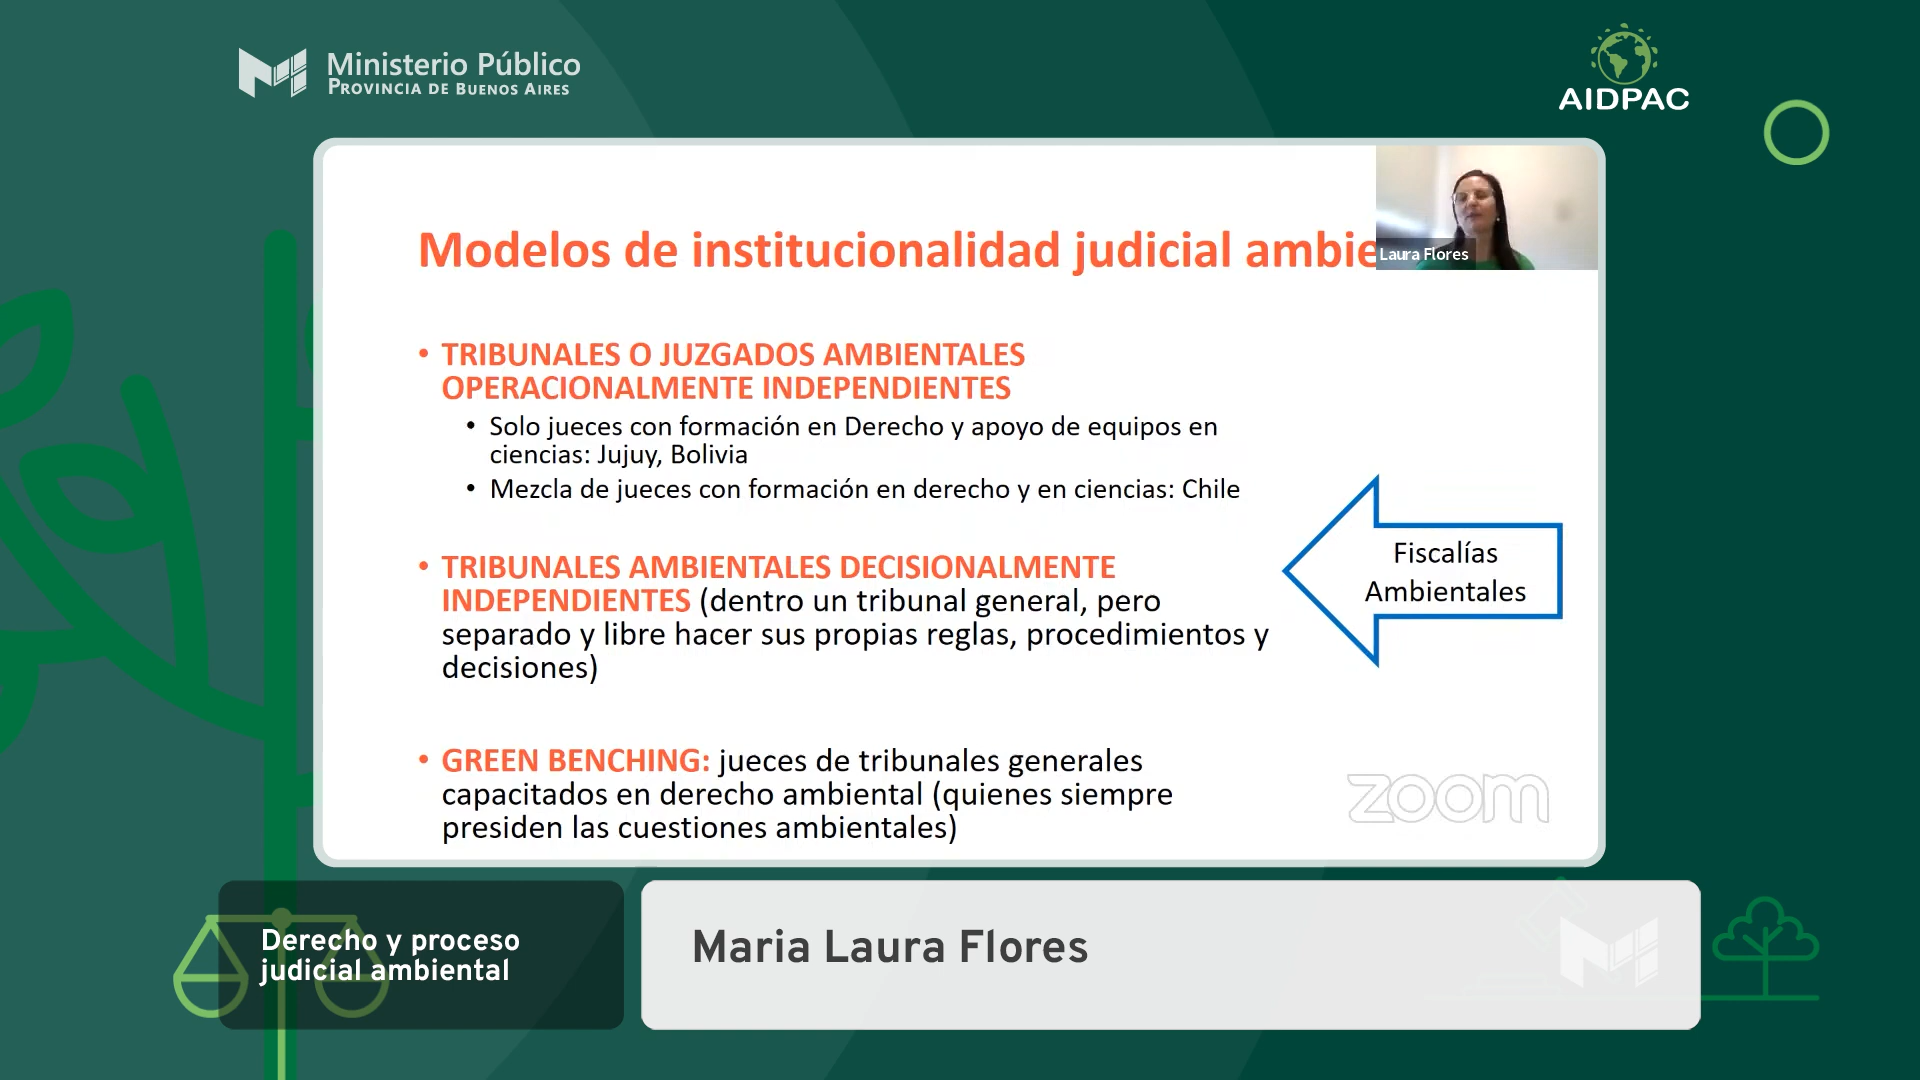 Ministerio Público
PROVINCIA DE BUENOS AIRES
AIDPAC
Modelos de institucionalidad judicial ambie
Laura Flores
• TRIBUNALES O JUZGADOS AMBIENTALES
OPERACIONALMENTE INDEPENDIENTES
• Solo jueces con formación en Derecho y apoyo de equipos en
ciencias: Jujuy, Bolivia
• Mezcla de jueces con formación en derecho y en ciencias: Chile
• TRIBUNALES AMBIENTALES DECISIONALMENTE
INDEPENDIENTES (dentro un tribunal general, pero
separado y libre hacer sus propias reglas, procedimientos y
decisiones)
Fiscalías
Ambientales
• GREEN BENCHING: jueces de tribunales generales
capacitados en derecho ambiental (quienes siempre
presiden las cuestiones ambientales)
zoom
Derecho y proceso
judicial ambiental
Maria Laura Flores